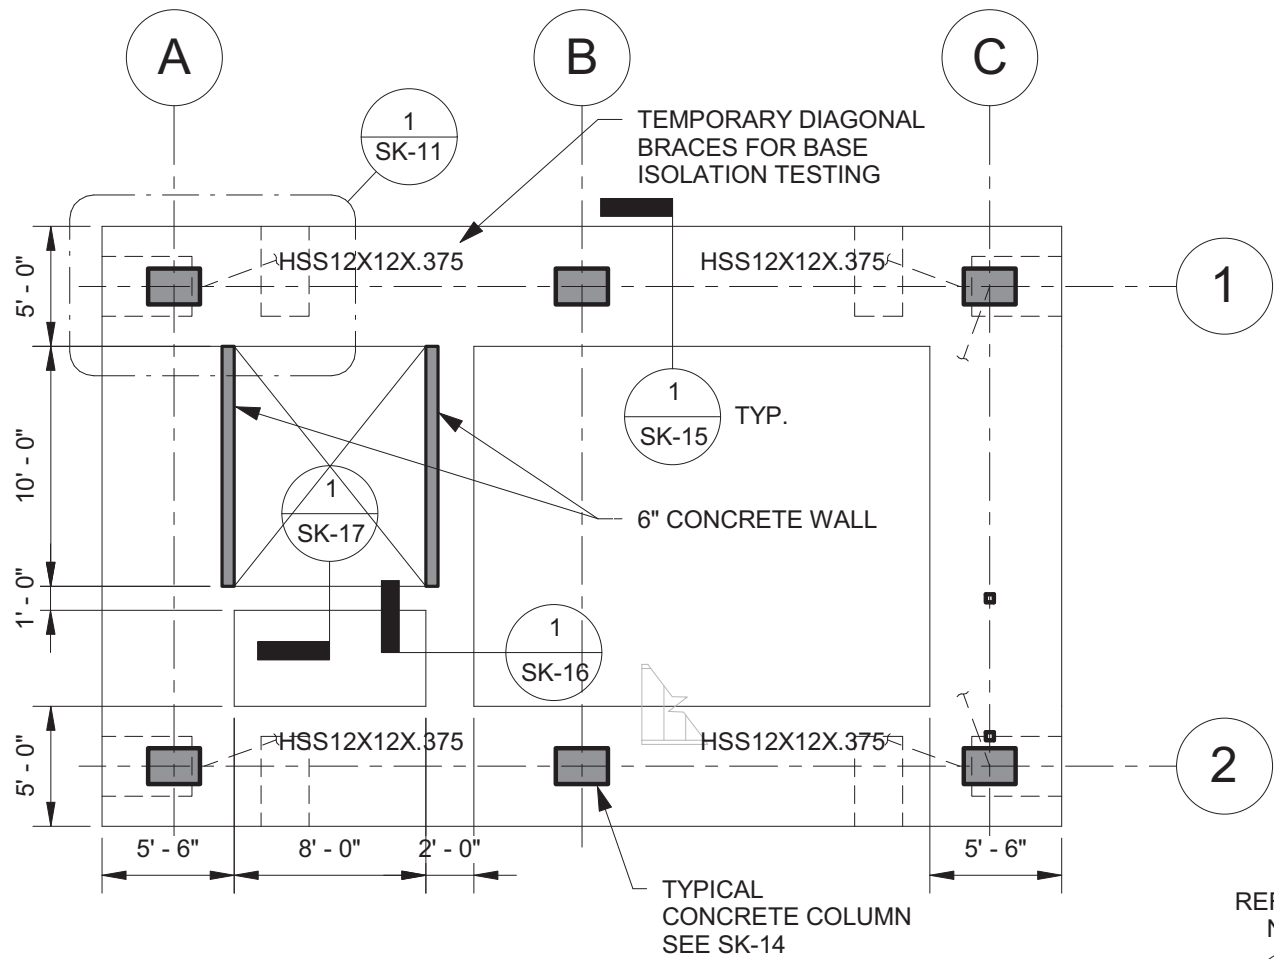 A
B
C
1
SK-11
TEMPORARY DIAGONAL
BRACES FOR BASE
ISOLATION TESTING
5' - 0"
HSS12X12X.375
HSS12X12X.375
1
1
SK-15
TYP.
10' - 0"
1
SK-17
6" CONCRETE WALL
1' - 0"
1
SK-16
5' - 0"
HSS12X12X.375
HSS12X12X.375
2
5' - 6"
8' - 0"
2' - 0"
5' - 6"
TYPICAL
CONCRETE COLUMN
SEE SK-14